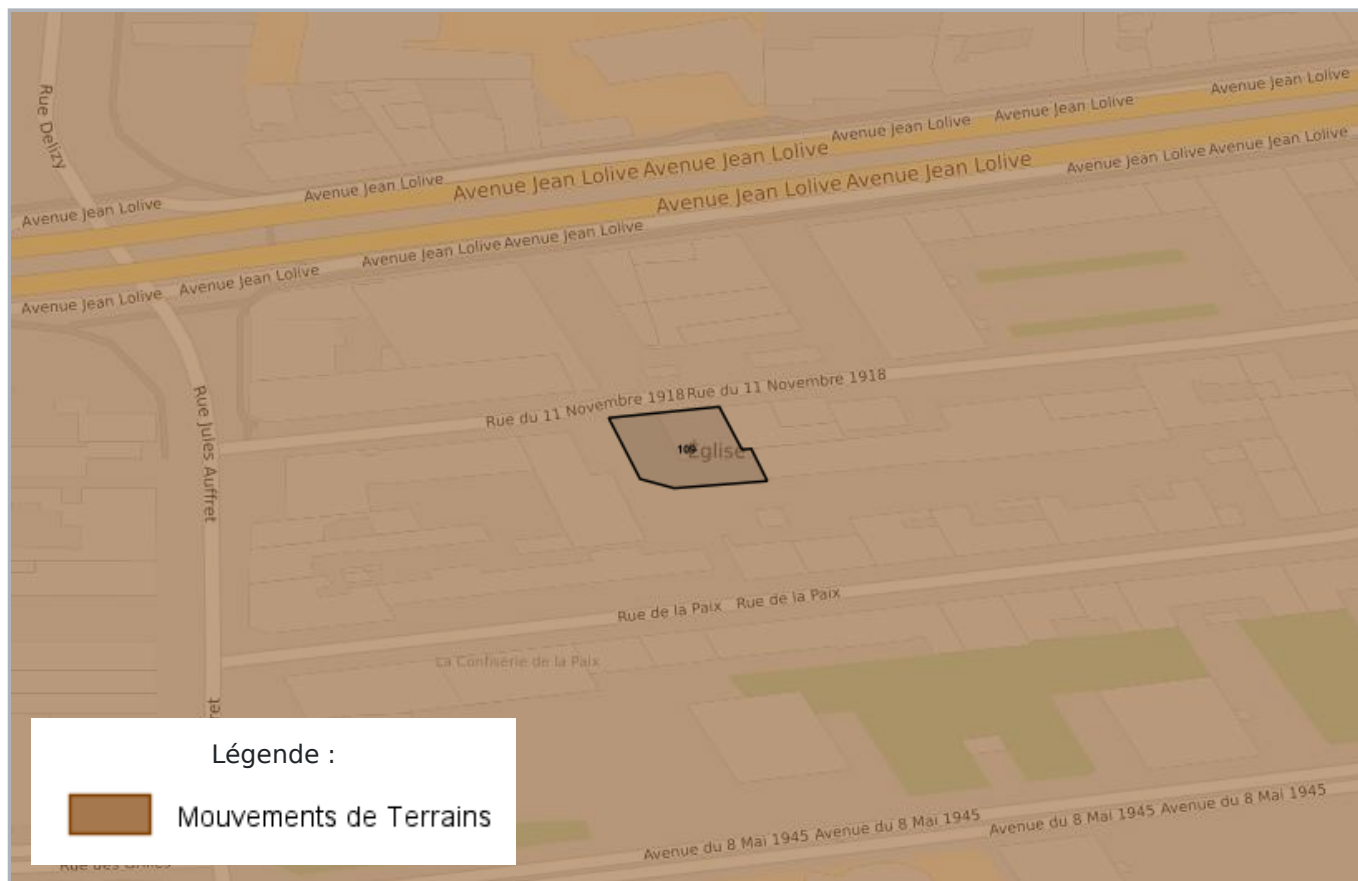 Avenue Jean Lolive
Avenue Jean Lolive
Avenue Jean Lolive
Rue Delizy
Avenue Jean Lolive
Avenue Jean Lolive
Avenue Jean Lolive Avenue Jean Lolive
Avenue Jean Lolive Avenue Jean Lolive
Avenue Jean Lolive Avenue Jean Lolive
Avenue Jean Lolive
Avenue Jean Lolive Avenue Jean Lolive
Avenue Jean Lolive
Avenue Jean Lolive
Rue du 11 Novembre 1918 Rue du 11 Novembre 1918
Rue Jules Auffret
109
Église
Rue de la Paix Rue de la Paix
La Confiserie de la Paix
ret
Légende :
Mouvements de Terrains
Avenue du 8 Mai 1945 Avenue du 8 Mai 1945
Avenue du 8 Mai 1945 Avenue du 8 Mai 1945